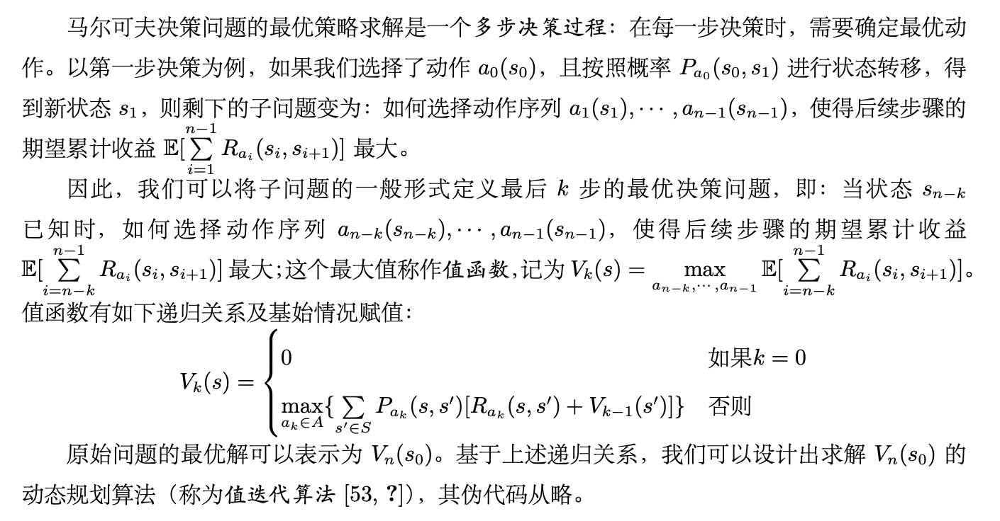 马尔可夫决策问题的最优策略求解是一个多步决策过程：在每一步决策时，需要确定最优动
作。以第一步决策为例，如果我们选择了动作 $a_0(s_0)$，且按照概率 $P_{a_0}(s_0, s_1)$ 进行状态转移，得
到新状态 $s_1$，则剩下的子问题变为：如何选择动作序列 $a_1(s_1), \cdots, a_{n-1}(s_{n-1})$，使得后续步骤的
期望累计收益 $\mathbb{E}[\sum\limits_{i=1}^{n-1} R_{a_i}(s_i, s_{i+1})]$ 最大。
因此，我们可以将子问题的一般形式定义最后 $k$ 步的最优决策问题，即：当状态 $s_{n-k}$
已知时，如何选择动作序列 $a_{n-k}(s_{n-k}), \cdots, a_{n-1}(s_{n-1})$，使得后续步骤的期望累计收益
$\mathbb{E}[\sum\limits_{i=n-k}^{n-1} R_{a_i}(s_i, s_{i+1})]$ 最大；这个最大值称作值函数，记为 $V_k(s) = \max\limits_{a_{n-k}, \cdots, a_{n-1}} \mathbb{E}[\sum\limits_{i=n-k}^{n-1} R_{a_i}(s_i, s_{i+1})]$。
值函数有如下递归关系及基始情况赋值：
$V_k(s) = \begin{cases} 0 & \text{如果} k = 0 \\ \max\limits_{a_k \in A} \{\sum\limits_{s' \in S} P_{a_k}(s, s')[R_{a_k}(s, s') + V_{k-1}(s')]\} & \text{否则} \end{cases}$
原始问题的最优解可以表示为 $V_n(s_0)$。基于上述递归关系，我们可以设计出求解 $V_n(s_0)$ 的
动态规划算法（称为值迭代算法 [53, ?]），其伪代码从略。